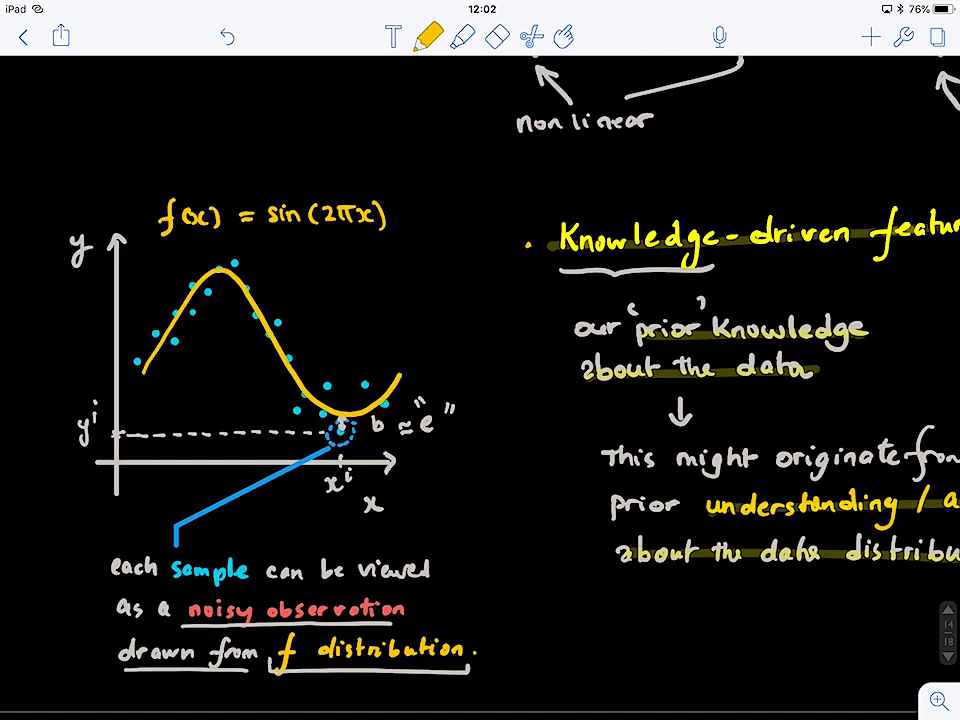 iPad
12:02
76%
T
non linear
f(x) = sin(2πx)
y
y^i
b ≈ "e"
x^i
x
each sample can be viewed
as a noisy observation
drawn from f distribution.
. Knowledge-driven featur
our "prior" knowledge
about the data
↓
This might originate from
prior understanding / a
about the data distribu
14
18